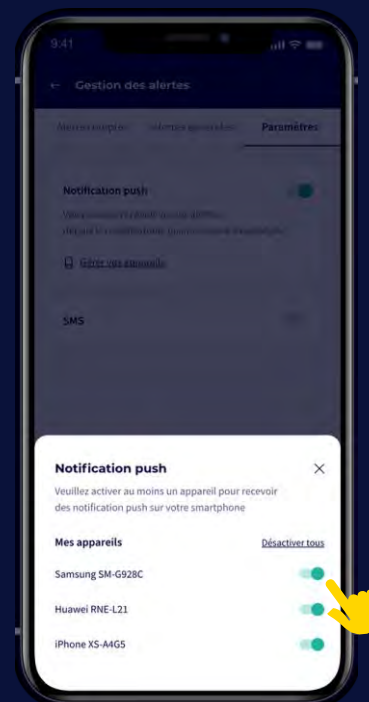 9:41
Gestion des alertes
Paramètres
Notification push
Gérer vos appareils
SMS
Notification push
Veuillez activer au moins un appareil pour recevoir
des notification push sur votre smartphone
Mes appareils
Désactiver tous
Samsung SM-G928C
Huawei RNE-L21
iPhone XS-A4G5